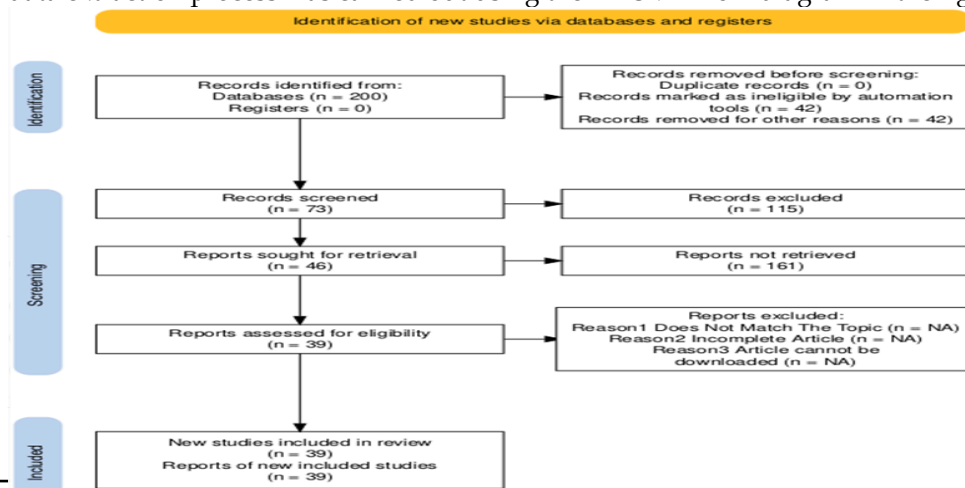 Identification of new studies via databases and registers
Identification
Records identified from:
Databases (n = 200)
Registers (n = 0)
Records removed before screening:
Duplicate records (n = 0)
Records marked as ineligible by automation
tools (n = 42)
Records removed for other reasons (n = 42)
Screening
Records screened
(n = 73)
Records excluded
(n = 115)
Reports sought for retrieval
(n = 46)
Reports not retrieved
(n = 161)
Reports assessed for eligibility
(n = 39)
Reports excluded:
Reason1 Does Not Match The Topic (n = NA)
Reason2 Incomplete Article (n = NA)
Reason3 Article cannot be
downloaded (n = NA)
Included
New studies included in review
(n = 39)
Reports of new included studies
(n = 39)